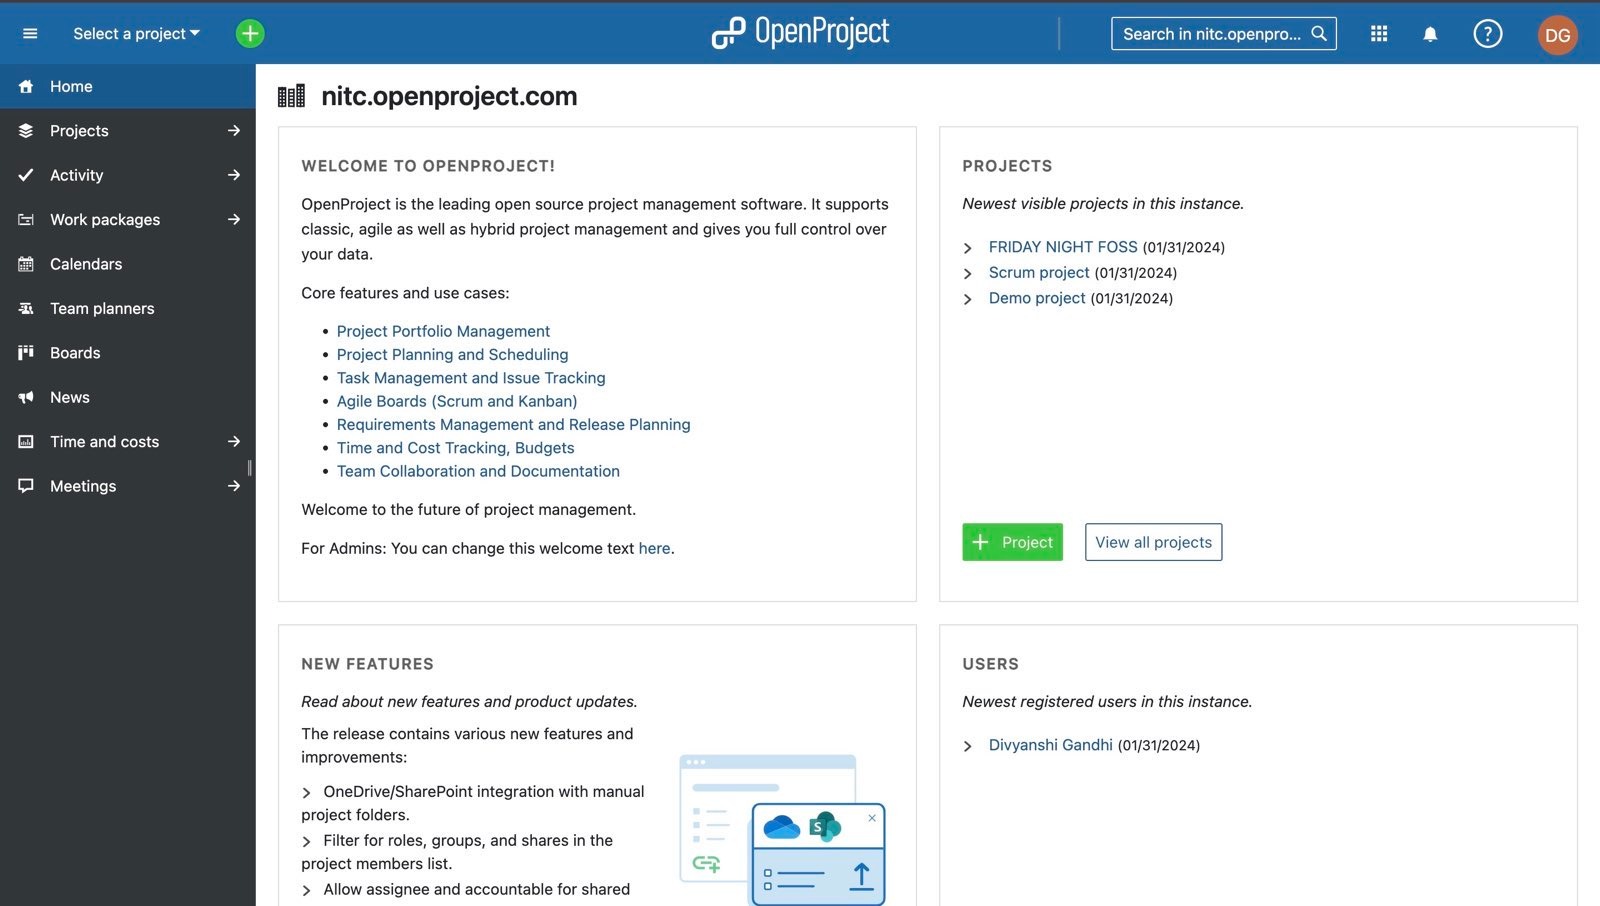 Select a project
OpenProject
Search in nitc.openpro...
?
DG
Home
Projects
Activity
Work packages
Calendars
Team planners
Boards
News
Time and costs
Meetings
nitc.openproject.com
WELCOME TO OPENPROJECT!
OpenProject is the leading open source project management software. It supports
classic, agile as well as hybrid project management and gives you full control over
your data.
Core features and use cases:
• Project Portfolio Management
• Project Planning and Scheduling
• Task Management and Issue Tracking
• Agile Boards (Scrum and Kanban)
• Requirements Management and Release Planning
• Time and Cost Tracking, Budgets
• Team Collaboration and Documentation
Welcome to the future of project management.
For Admins: You can change this welcome text here.
PROJECTS
Newest visible projects in this instance.
FRIDAY NIGHT FOSS (01/31/2024)
Scrum project (01/31/2024)
Demo project (01/31/2024)
+ Project
View all projects
NEW FEATURES
Read about new features and product updates.
The release contains various new features and
improvements:
OneDrive/SharePoint integration with manual
project folders.
Filter for roles, groups, and shares in the
project members list.
Allow assignee and accountable for shared
S
USERS
Newest registered users in this instance.
Divyanshi Gandhi (01/31/2024)